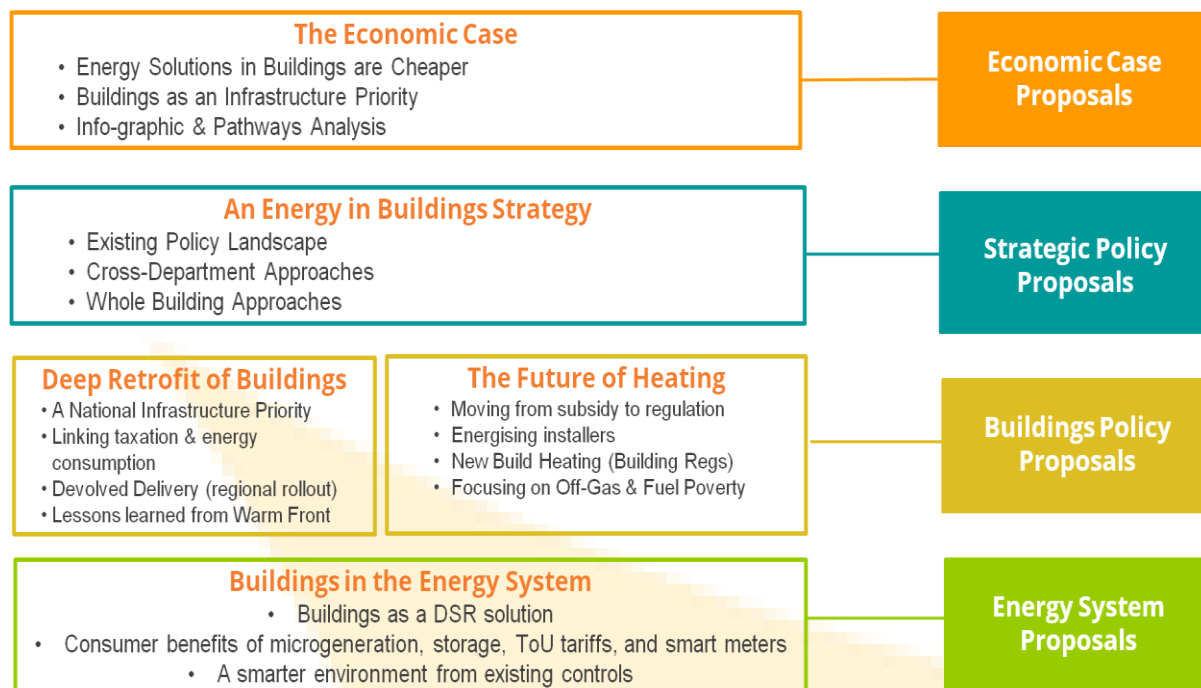 The Economic Case
• Energy Solutions in Buildings are Cheaper
• Buildings as an Infrastructure Priority
• Info-graphic & Pathways Analysis
Economic Case
Proposals
An Energy in Buildings Strategy
• Existing Policy Landscape
• Cross-Department Approaches
• Whole Building Approaches
Strategic Policy
Proposals
Deep Retrofit of Buildings
• A National Infrastructure Priority
• Linking taxation & energy
consumption
• Devolved Delivery (regional rollout)
• Lessons learned from Warm Front
The Future of Heating
• Moving from subsidy to regulation
• Energising installers
• New Build Heating (Building Regs)
• Focusing on Off-Gas & Fuel Poverty
Buildings Policy
Proposals
Buildings in the Energy System
• Buildings as a DSR solution
• Consumer benefits of microgeneration, storage, ToU tariffs, and smart meters
• A smarter environment from existing controls
Energy System
Proposals